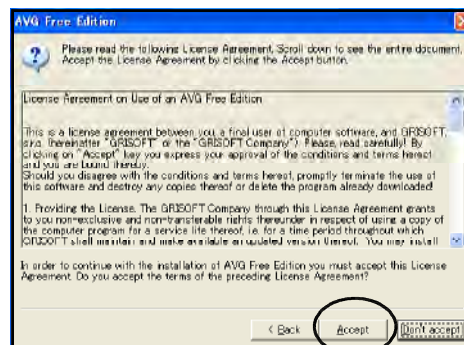 AVG Free Edition
Please read the following License Agreement. Scroll down to see the entire document.
Accept the License Agreement by clicking the Accept button.
License Agreement on Use of an AVG Free Edition
This is a license agreement between you, a final user of computer software, and GRISOFT,
s.r.o. (hereinafter "GRISOFT" or the "GRISOFT Company"). Please, read carefully! By
clicking on "Accept" key you express your approval of the conditions and terms hereof
and you are bound thereby.
Should you disagree with the conditions and terms hereof, promptly terminate the use of
this software and destroy any copies thereof or delete the program already downloaded!
1. Providing the License. The GRISOFT Company through this License Agreement grants
to you non-exclusive and non-transferable rights thereunder in respect of using a copy of
the computer program for a service life thereof, i.e. for a time period throughout which
GRISOFT shall maintain and make available an updated version thereof. You may install
In order to continue with the installation of AVG Free Edition you must accept this License
Agreement. Do you accept the terms of the preceding License Agreement?
< Back
Accept
Don't accept